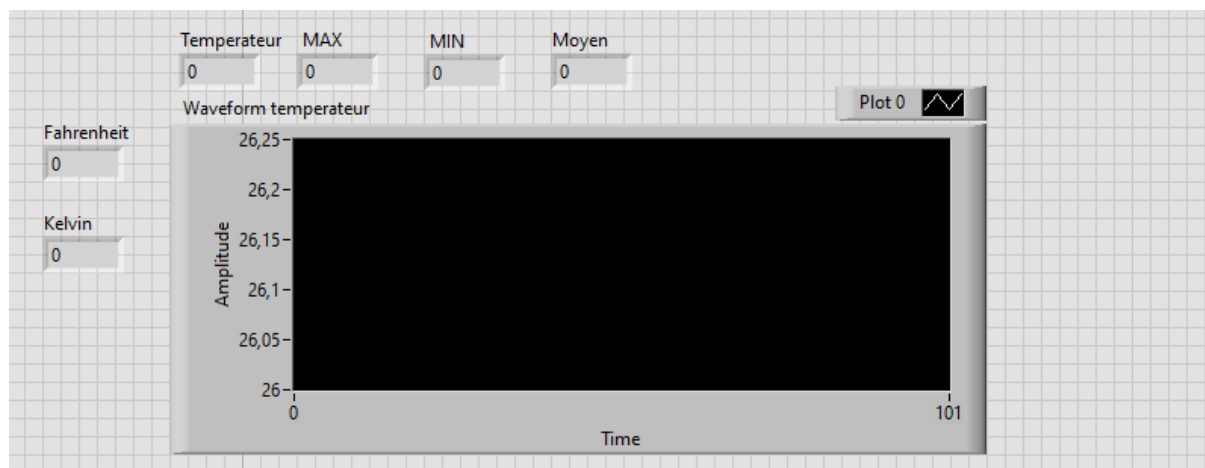 Temperateur MAX MIN Moyen
0 0 0 0
Waveform temperateur Plot 0
Fahrenheit
0
Kelvin
0
26,25
26,2
26,15
26,1
26,05
26
Amplitude
0 101
Time